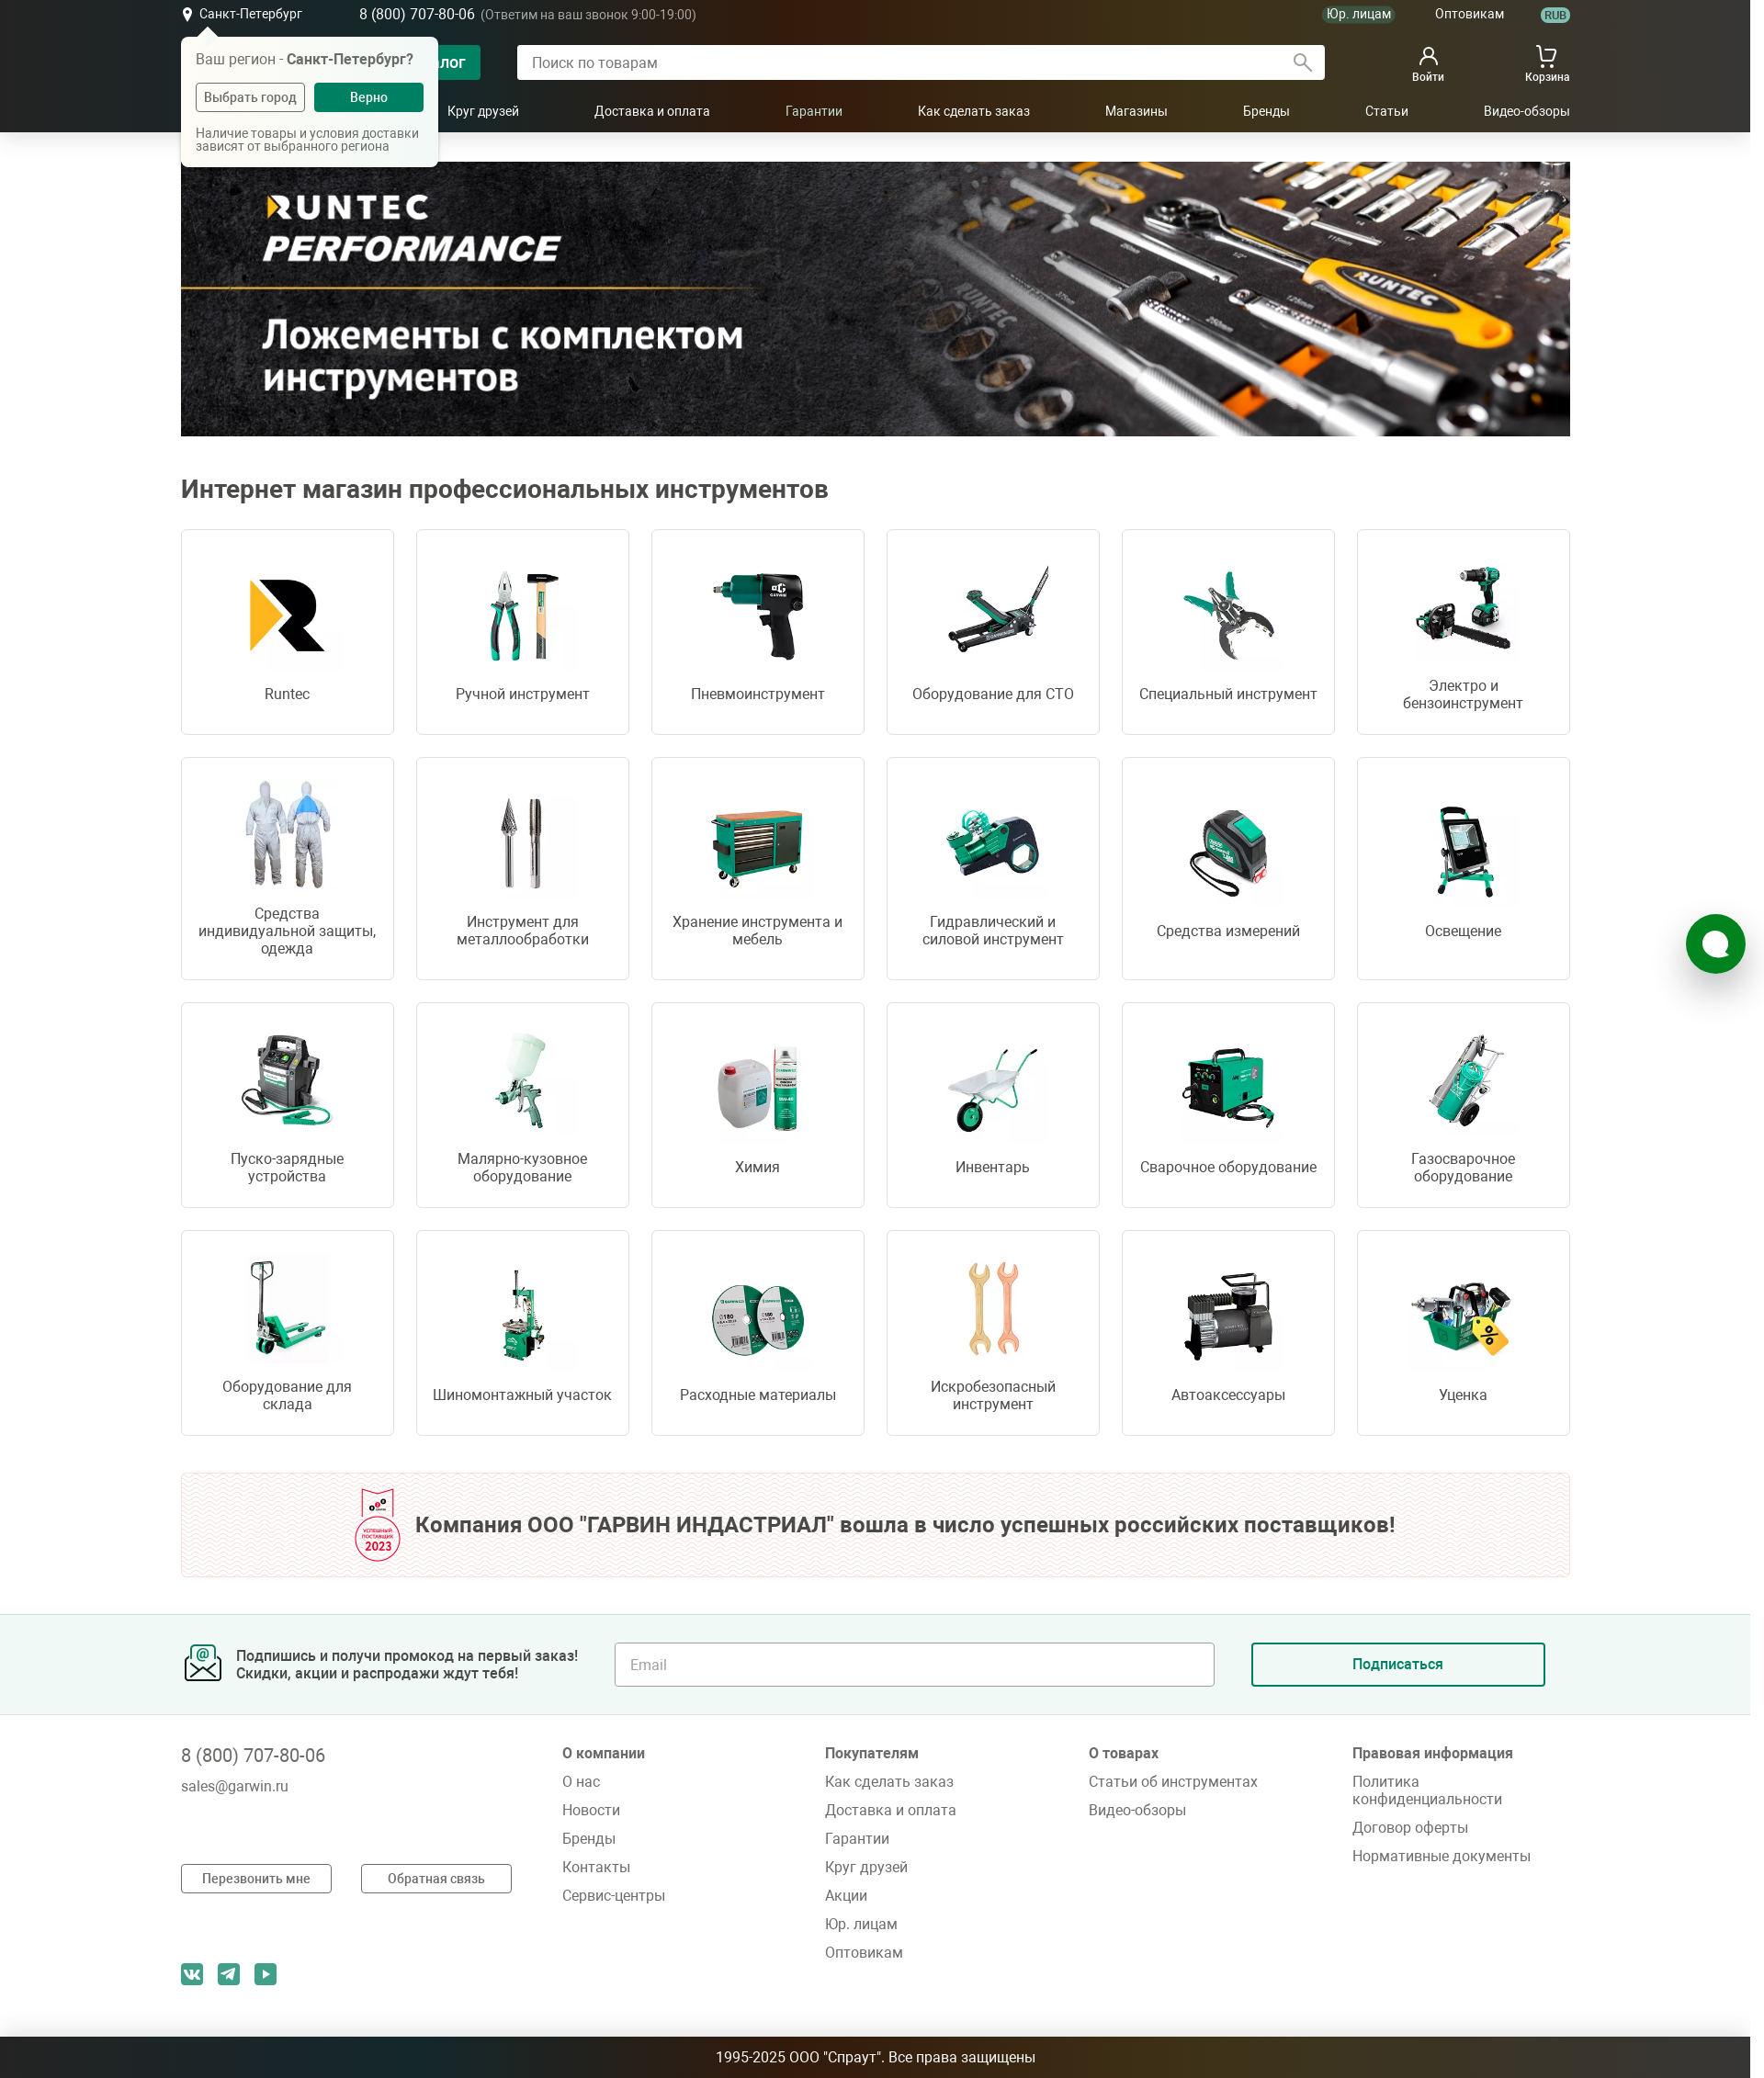 Санкт-Петербург
8 (800) 707-80-06 (Ответим на ваш звонок 9:00-19:00)
Юр. лицам
Оптовикам
RUB
Ваш регион - Санкт-Петербург?
Выбрать город
Верно
Наличие товары и условия доставки
зависят от выбранного региона
лог
Поиск по товарам
Войти
Корзина
Круг друзей
Доставка и оплата
Гарантии
Как сделать заказ
Магазины
Бренды
Статьи
Видео-обзоры
RUNTEC
PERFORMANCE
Ложементы с комплектом
инструментов
RUNTEC
RUNTEC
Интернет магазин профессиональных инструментов
Runtec
Ручной инструмент
Пневмоинструмент
Оборудование для СТО
Специальный инструмент
Электро и
бензоинструмент
Средства
индивидуальной защиты,
одежда
Инструмент для
металлообработки
Хранение инструмента и
мебель
Гидравлический и
силовой инструмент
Средства измерений
Освещение
Пуско-зарядные
устройства
Малярно-кузовное
оборудование
Химия
Инвентарь
Сварочное оборудование
Газосварочное
оборудование
Оборудование для
склада
Шиномонтажный участок
Расходные материалы
Искробезопасный
инструмент
Автоаксессуары
Уценка
УСПЕШНЫЙ
ПОСТАВЩИК
2023
Компания ООО "ГАРВИН ИНДАСТРИАЛ" вошла в число успешных российских поставщиков!
Подпишись и получи промокод на первый заказ!
Скидки, акции и распродажи ждут тебя!
Email
Подписаться
8 (800) 707-80-06
sales@garwin.ru
Перезвонить мне
Обратная связь
О компании
О нас
Новости
Бренды
Контакты
Сервис-центры
Покупателям
Как сделать заказ
Доставка и оплата
Гарантии
Круг друзей
Акции
Юр. лицам
Оптовикам
О товарах
Статьи об инструментах
Видео-обзоры
Правовая информация
Политика
конфиденциальности
Договор оферты
Нормативные документы
1995-2025 ООО "Спраут". Все права защищены